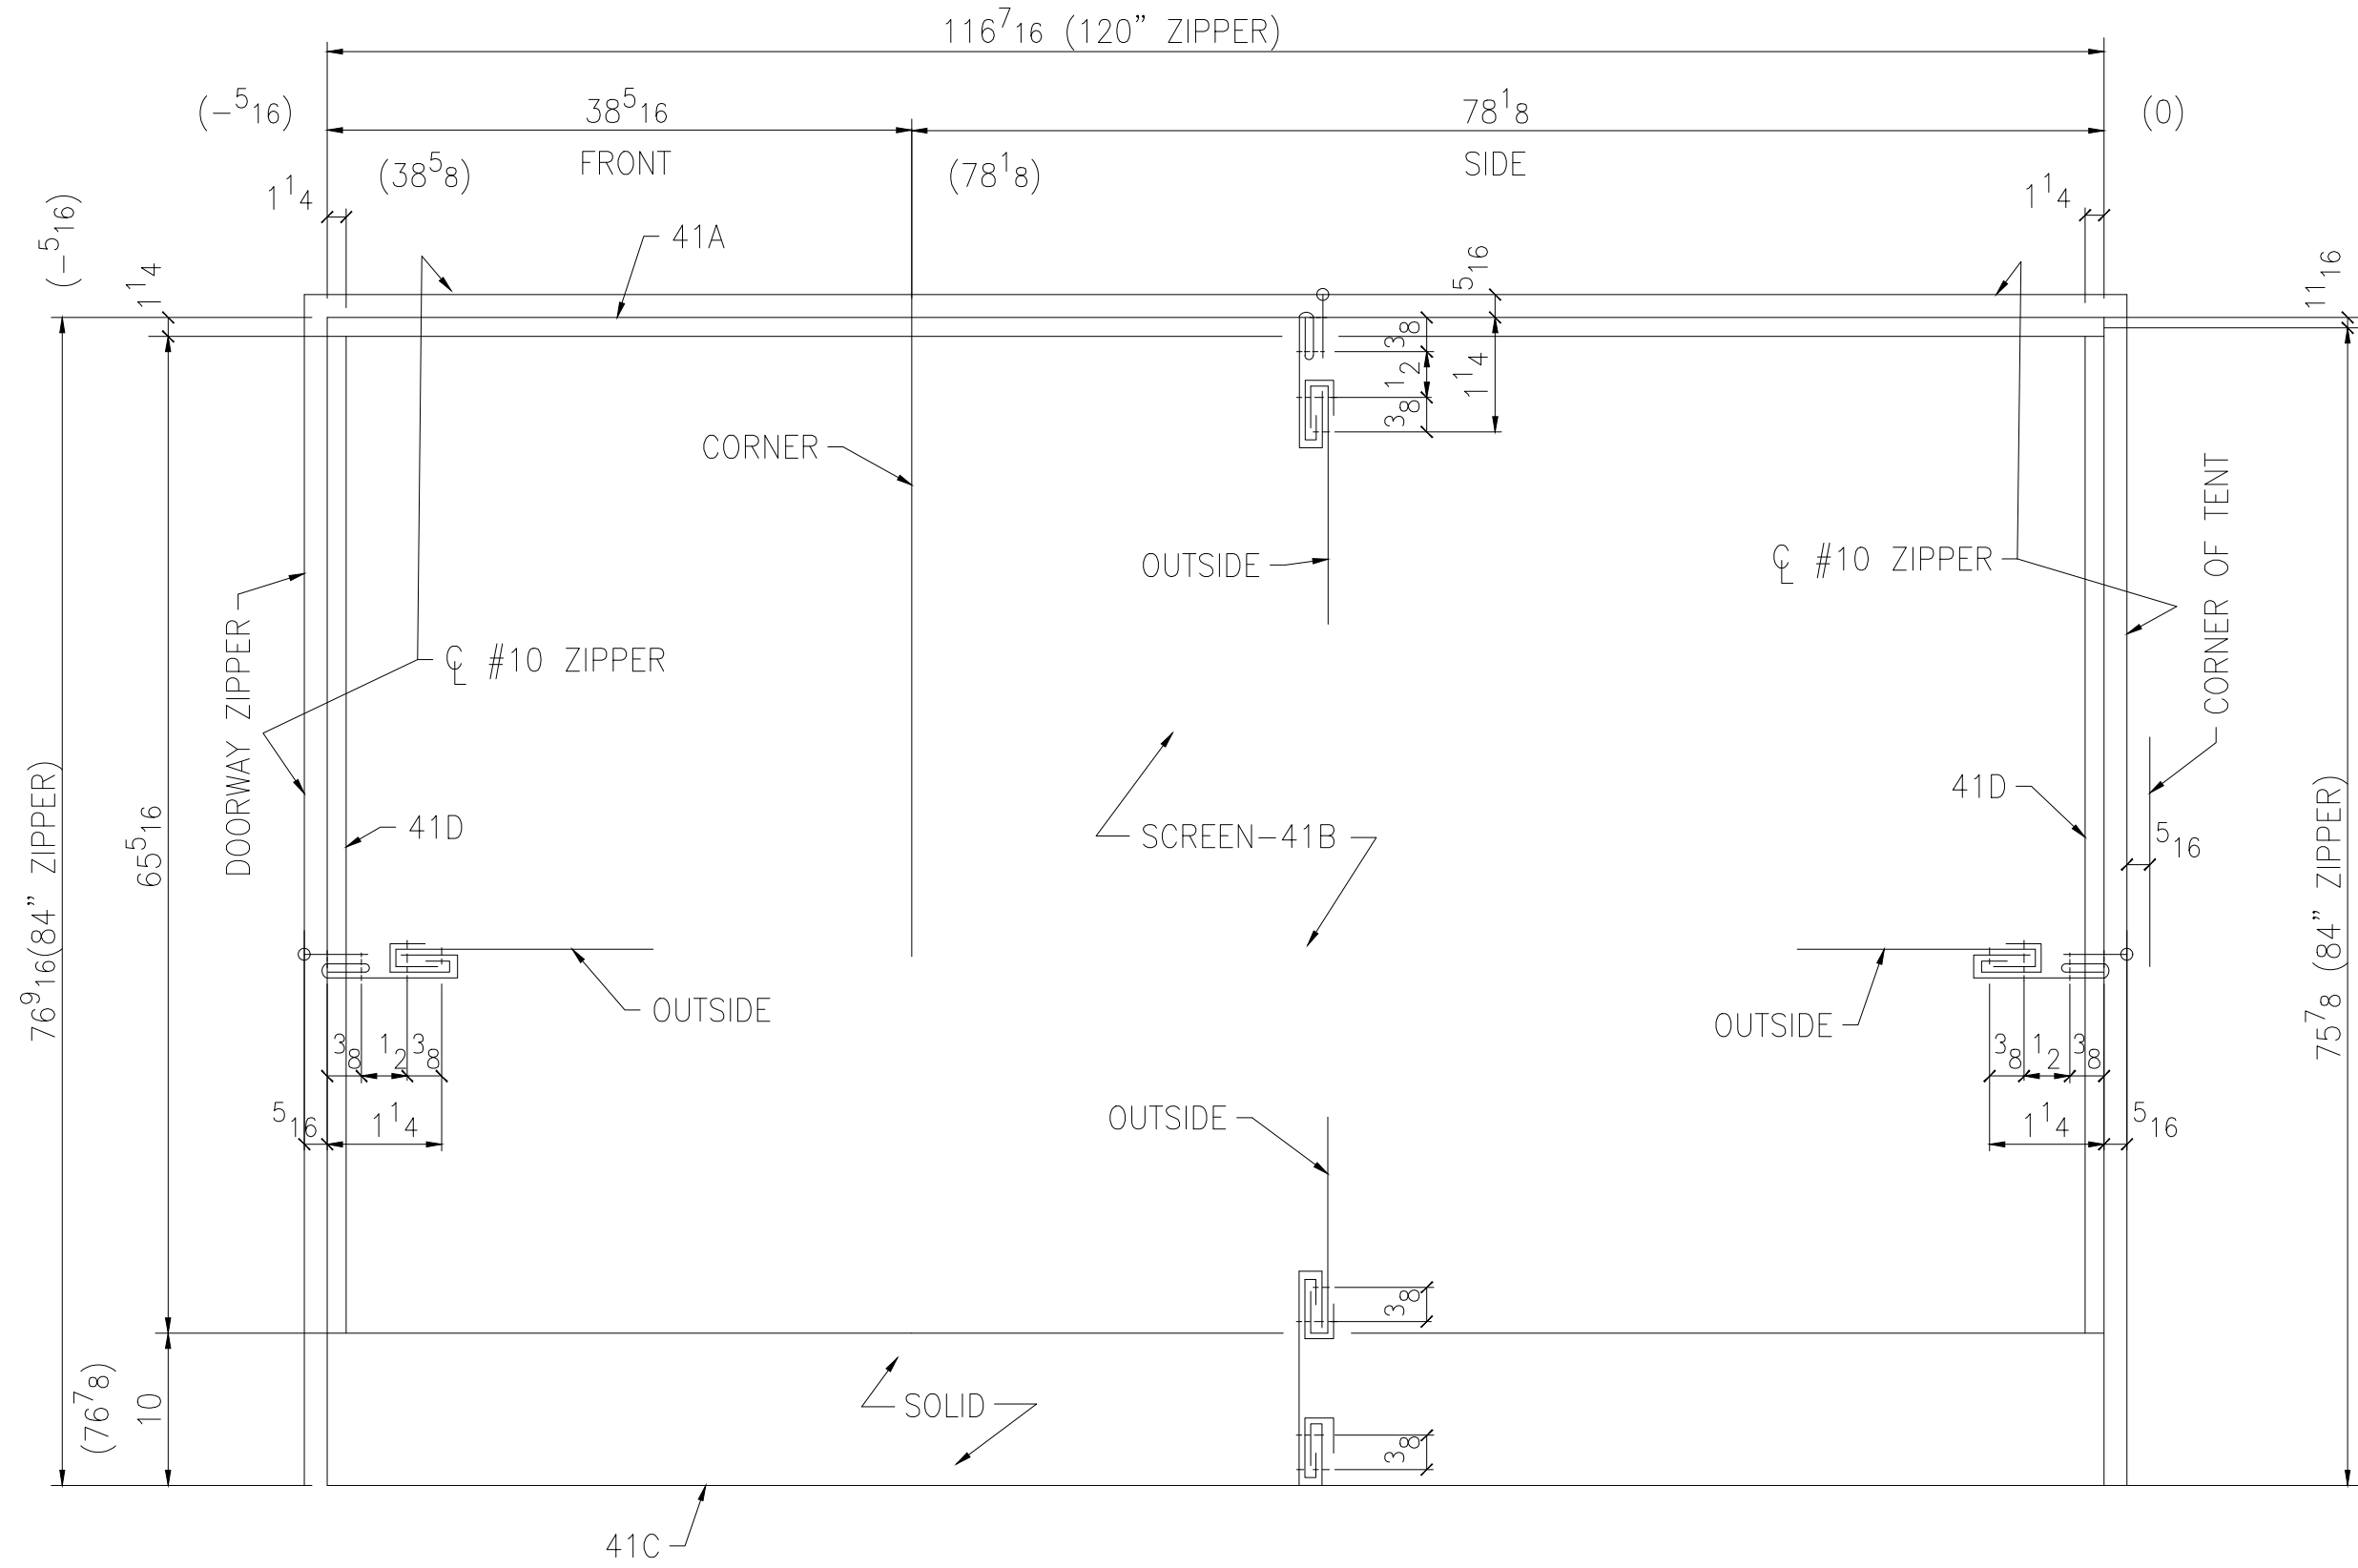 116 7/16 (120” ZIPPER)
(–5/16)
38 5/16
78 1/8
(0)
FRONT
SIDE
(38 5/8)
(78 1/8)
1 1/4
1 1/4
(–5/16)
1 1/4
41A
5/16
11/16
3/8
1/2
3/8
1 1/4
CORNER
OUTSIDE
℄ #10 ZIPPER
CORNER OF TENT
℄ #10 ZIPPER
DOORWAY ZIPPER
76 9/16(84” ZIPPER)
65 5/16
41D
SCREEN–41B
41D
5/16
75 7/8 (84” ZIPPER)
OUTSIDE
OUTSIDE
3/8
1/2
3/8
3/8
1/2
3/8
5/16
1 1/4
OUTSIDE
1 1/4
5/16
3/8
(76 7/8)
10
SOLID
3/8
41C